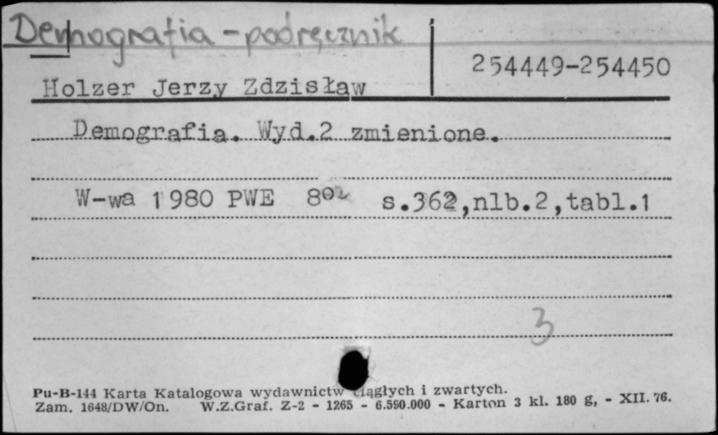 Demografia - podręcznik
254449-254450
Holzer Jerzy Zdzisław
Demografia. Wyd.2 zmienione.
W-wa 1980 PWE 8° s.362,nlb.2,tabl.1
3
Pu-B-144 Karta Katalogowa wydawnictw ciągłych i zwartych.
Zam. 1648/DW/On. W.Z.Graf. Z-2 - 1265 - 6.590.000 - Karton 3 kl. 180 g, - XII. 76.